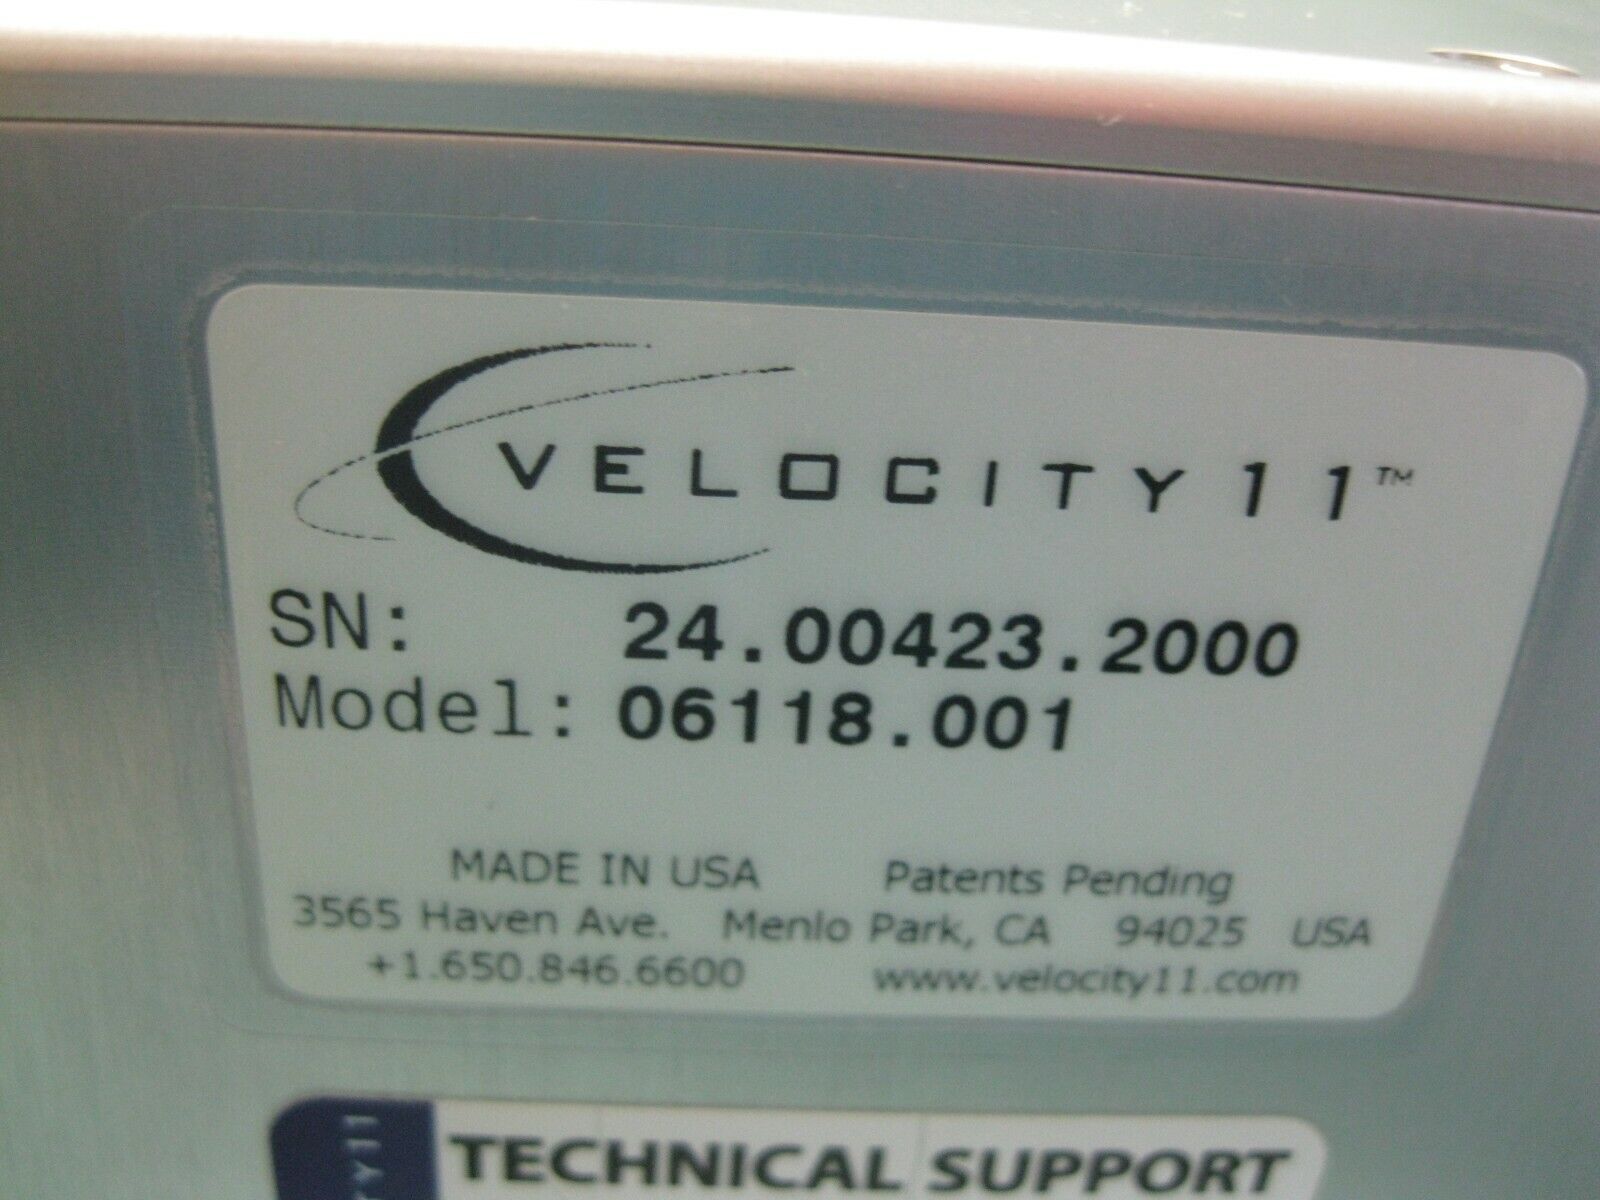 VELOCITY11™
SN: 24.00423.2000
Model: 06118.001
MADE IN USA Patents Pending
3565 Haven Ave. Menlo Park, CA 94025 USA
+1.650.846.6600 www.velocity11.com
TECHNICAL SUPPORT